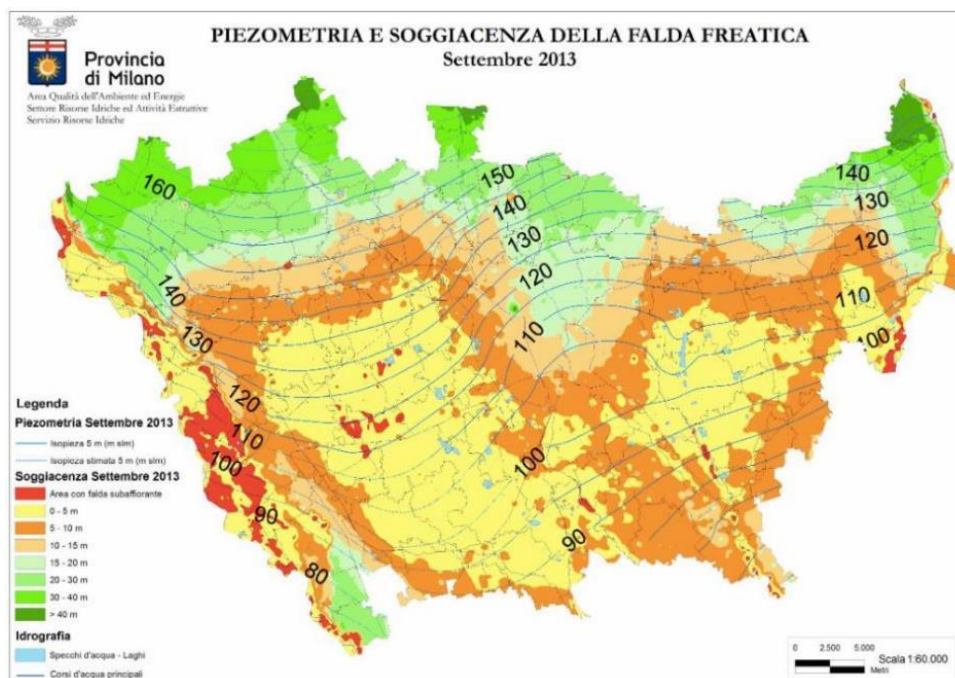 PIEZOMETRIA E SOGGIACENZA DELLA FALDA FREATICA
Settembre 2013
Provincia
di Milano
Area Qualità dell'Ambiente ed Energie
Settore Risorse Idriche ed Attività Estrattive
Servizio Risorse Idriche
160
150
140
140
140
130
130
120
120
110
110
100
130
140
120
110
100
100
90
90
80
Legenda
Piezometria Settembre 2013
Isopieza 5 m (m slm)
Isopieza stimata 5 m (m slm)
Soggiacenza Settembre 2013
Area con falda subaffiorante
0 - 5 m
5 - 10 m
10 - 15 m
15 - 20 m
20 - 30 m
30 - 40 m
> 40 m
Idrografia
Specchi d'acqua - Laghi
Corsi d'acqua principali
0 2.500 5.000
Metri
Scala 1:60.000